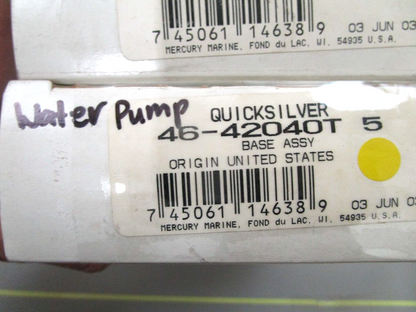 7 45061 14638 9
03 JUN 03
MERCURY MARINE, FOND du LAC, WI. 54935 U.S.A.
Water Pump
QUICKSILVER
46-42040T 5
BASE ASSY
ORIGIN UNITED STATES
7 45061 14638 9
03 JUN 03
MERCURY MARINE, FOND du LAC, WI. 54935 U.S.A.